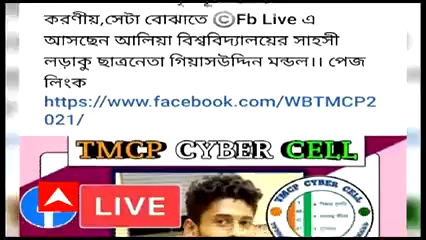 করণীয়,সেটা বোঝাতে ©Fb Live এ
আসছেন আলিয়া বিশ্ববিদ্যালয়ের সাহসী
লড়াকু ছাত্রনেতা গিয়াসউদ্দিন মন্ডল।। পেজ
লিংক
https://www.facebook.com/WBTMCP2
021/
TMCP CYBER CELL
LIVE
TMCP CYBER CELL